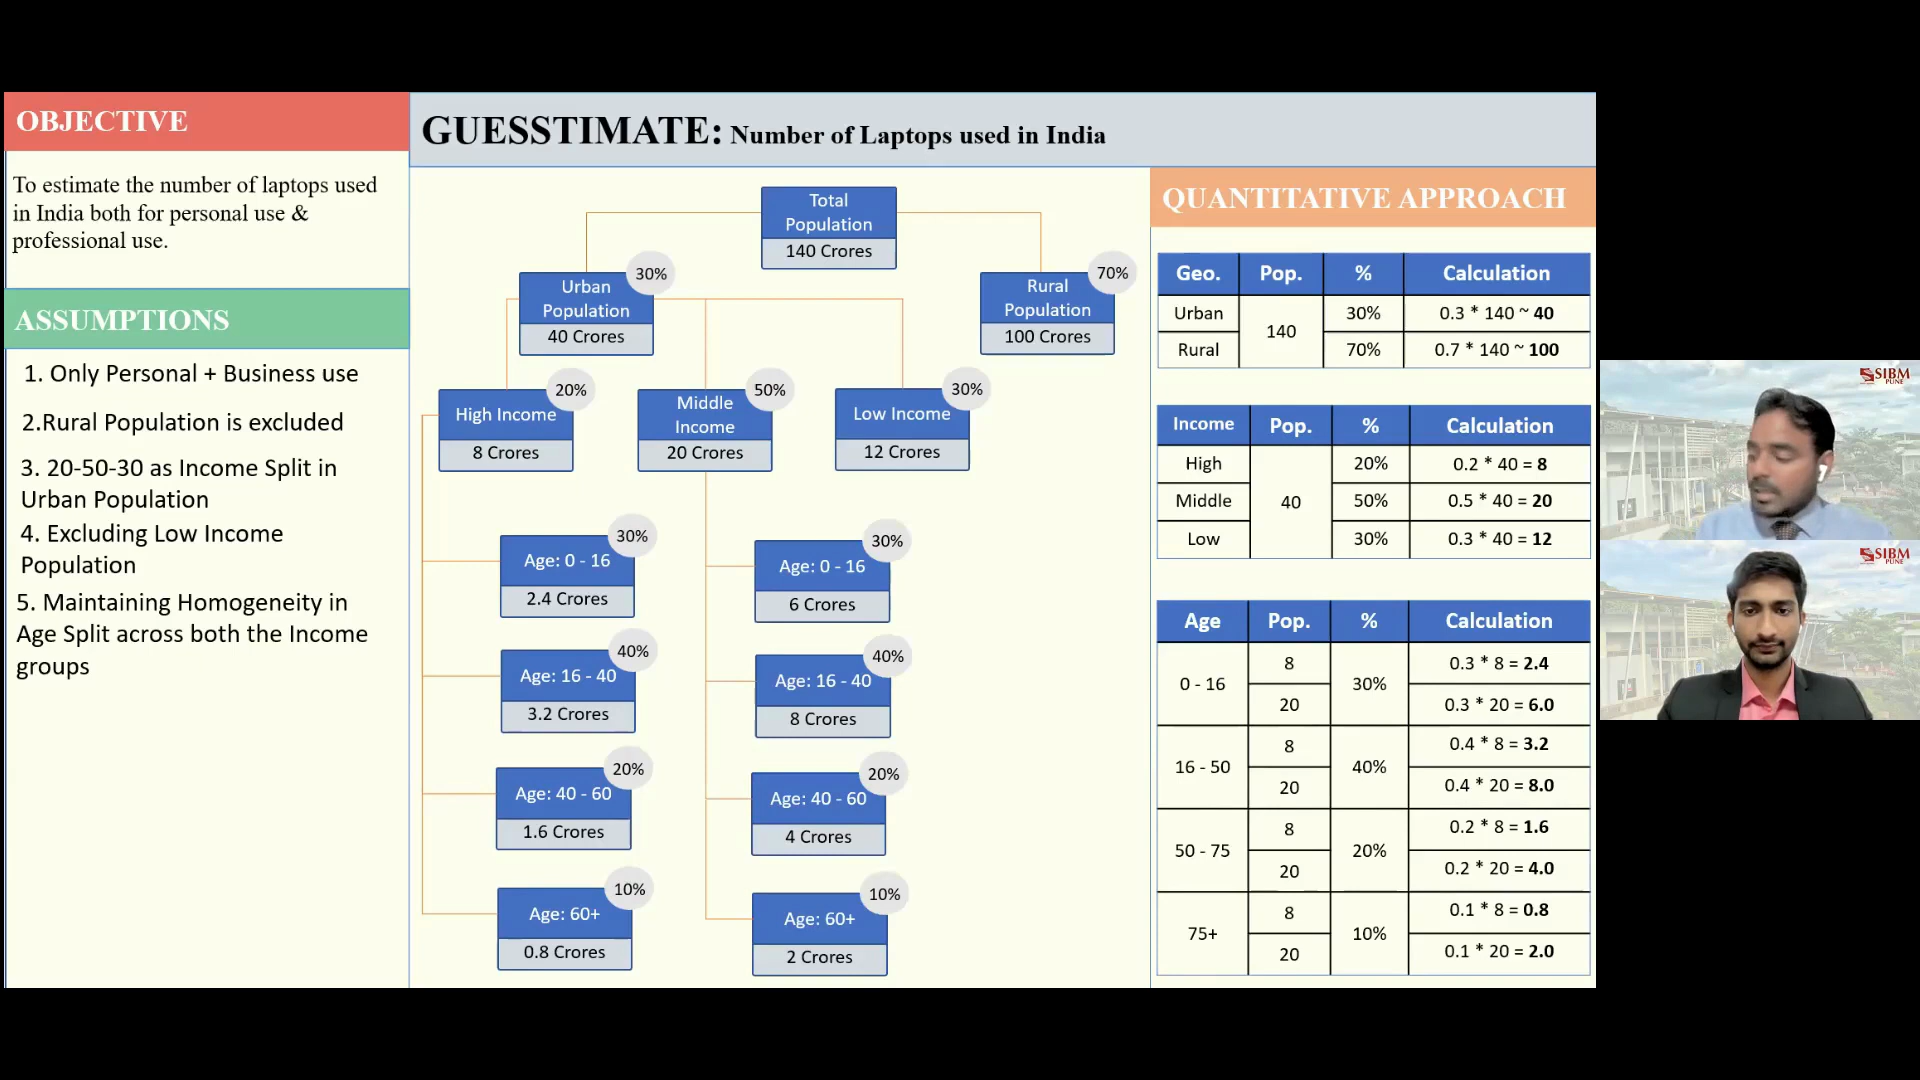 OBJECTIVE
To estimate the number of laptops used
in India both for personal use &
professional use.
ASSUMPTIONS
1. Only Personal + Business use
2.Rural Population is excluded
3. 20-50-30 as Income Split in
Urban Population
4. Excluding Low Income
Population
5. Maintaining Homogeneity in
Age Split across both the Income
groups
GUESSTIMATE: Number of Laptops used in India
Total
Population
140 Crores
30%
Urban
Population
40 Crores
70%
Rural
Population
100 Crores
20%
High Income
8 Crores
50%
Middle
Income
20 Crores
30%
Low Income
12 Crores
30%
Age: 0 - 16
2.4 Crores
40%
Age: 16 - 40
3.2 Crores
20%
Age: 40 - 60
1.6 Crores
10%
Age: 60+
0.8 Crores
30%
Age: 0 - 16
6 Crores
40%
Age: 16 - 40
8 Crores
20%
Age: 40 - 60
4 Crores
10%
Age: 60+
2 Crores
QUANTITATIVE APPROACH
Geo. Pop. % Calculation
Urban 140 30% 0.3 * 140 ~ 40
Rural 70% 0.7 * 140 ~ 100
Income Pop. % Calculation
High 20% 0.2 * 40 = 8
Middle 40 50% 0.5 * 40 = 20
Low 30% 0.3 * 40 = 12
Age Pop. % Calculation
0 - 16 8 30% 0.3 * 8 = 2.4
20 0.3 * 20 = 6.0
16 - 50 8 40% 0.4 * 8 = 3.2
20 0.4 * 20 = 8.0
50 - 75 8 20% 0.2 * 8 = 1.6
20 0.2 * 20 = 4.0
75+ 8 10% 0.1 * 8 = 0.8
20 0.1 * 20 = 2.0
SIBM
PUNE
SIBM
PUNE